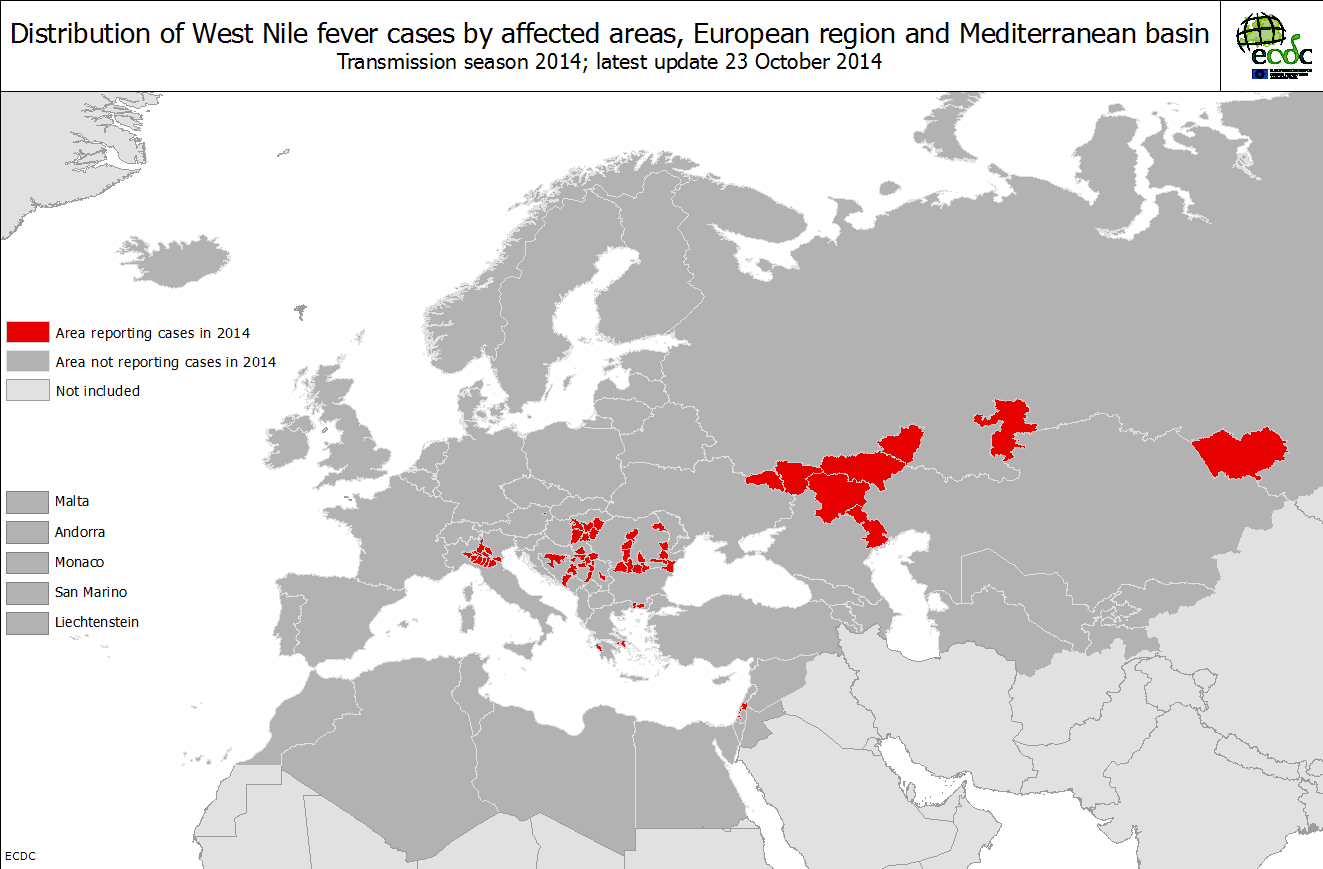 Distribution of West Nile fever cases by affected areas, European region and Mediterranean basin
Transmission season 2014; latest update 23 October 2014
ecdc
Area reporting cases in 2014
Area not reporting cases in 2014
Not included
Malta
Andorra
Monaco
San Marino
Liechtenstein
ECDC